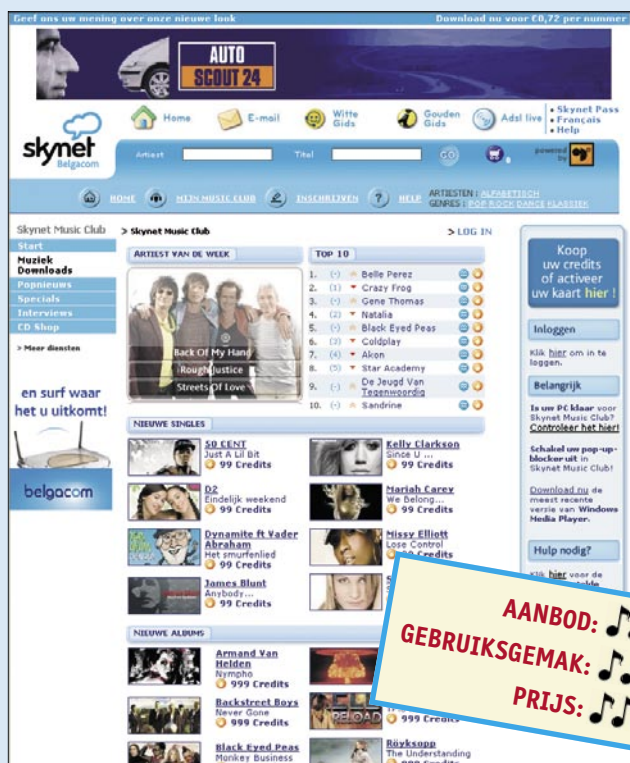 Geef ons uw mening over onze nieuwe look
Download nu voor €0,72 per nummer
AUTO
SCOUT 24
skynet
Belgacom
Home
E-mail
Witte
Gids
Gouden
Gids
Adsl live
• Skynet Pass
• Français
• Help
Artiest
Titel
GO
powered
by
HOME
MIJN MUSIC CLUB
INSCHRIJVEN
HELP
ARTIESTEN : ALFABETISCH
GENRES : POP ROCK DANCE KLASSIEK
Skynet Music Club
Start
Muziek
Downloads
Popnieuws
Specials
Interviews
CD Shop
> Meer diensten
en surf waar
het u uitkomt!
belgacom
> Skynet Music Club
> LOG IN
ARTIEST VAN DE WEEK
Back Of My Hand
Rough Justice
Streets Of Love
TOP 10
1. (-) Belle Perez
2. (1) Crazy Frog
3. (-) Gene Thomas
4. (2) Natalia
5. (-) Black Eyed Peas
6. (3) Coldplay
7. (4) Akon
8. (5) Star Academy
9. (-) De Jeugd Van
Tegenwoordig
10. (-) Sandrine
NIEUWE SINGLES
50 CENT
Just A Lil Bit
99 Credits
D2
Eindelijk weekend
99 Credits
Dynamite ft Vader
Abraham
Het smurfenlied
99 Credits
James Blunt
Anybody...
99 Credits
Kelly Clarkson
Since U ...
99 Credits
Mariah Carey
We Belong...
99 Credits
Missy Elliott
Lose Control
99 Credits
NIEUWE ALBUMS
Armand Van
Helden
Nympho
999 Credits
Backstreet Boys
Never Gone
999 Credits
Black Eyed Peas
Monkey Business
RELOAD
999 Credits
Röyksopp
The Understanding
999 Credits
Koop
uw credits
of activeer
uw kaart hier !
Inloggen
Klik hier om in te
loggen.
Belangrijk
Is uw PC klaar voor
Skynet Music Club?
Controleer het hier!
Schakel uw pop-up-
blocker uit in
Skynet Music Club!
Download nu de
meest recente
versie van Windows
Media Player.
Hulp nodig?
Klik hier voor de
AANBOD:
GEBRUIKSGEMAK:
PRIJS: